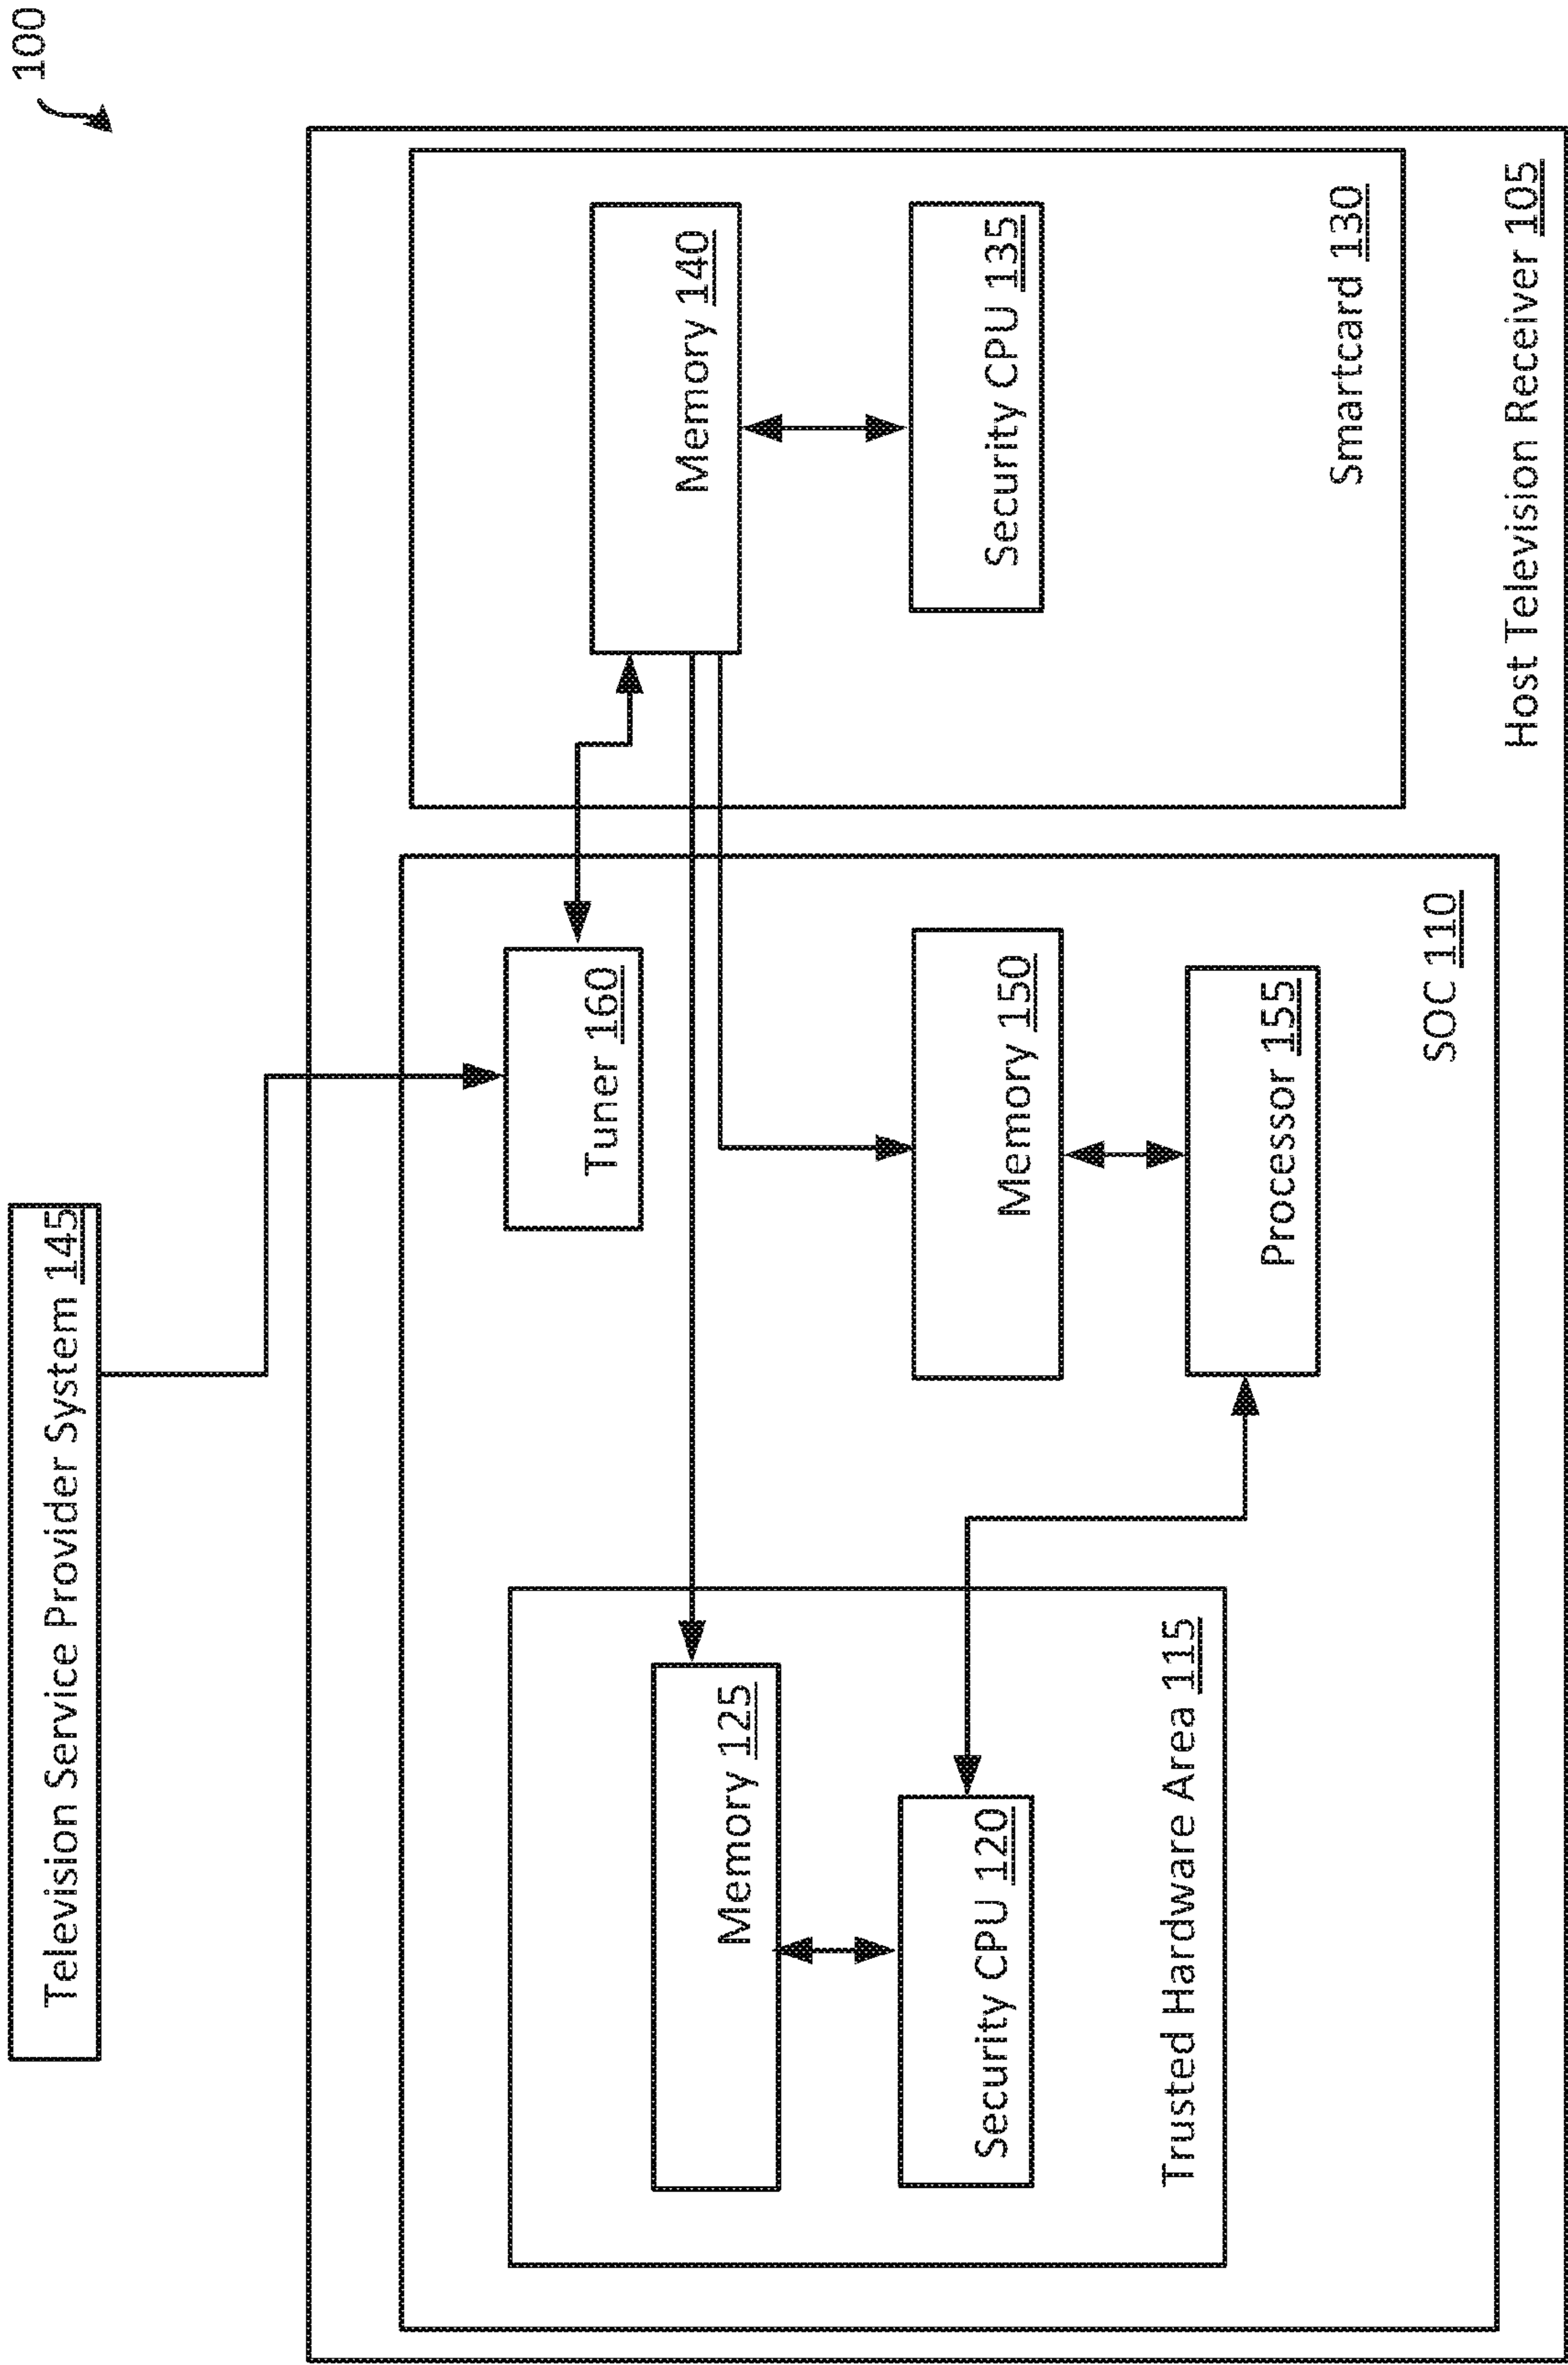 100
Television Service Provider System 145
Tuner 160
Memory 140
Memory 125
Memory 150
Security CPU 120
Security CPU 135
Processor 155
Trusted Hardware Area 115
Smartcard 130
SOC 110
Host Television Receiver 105